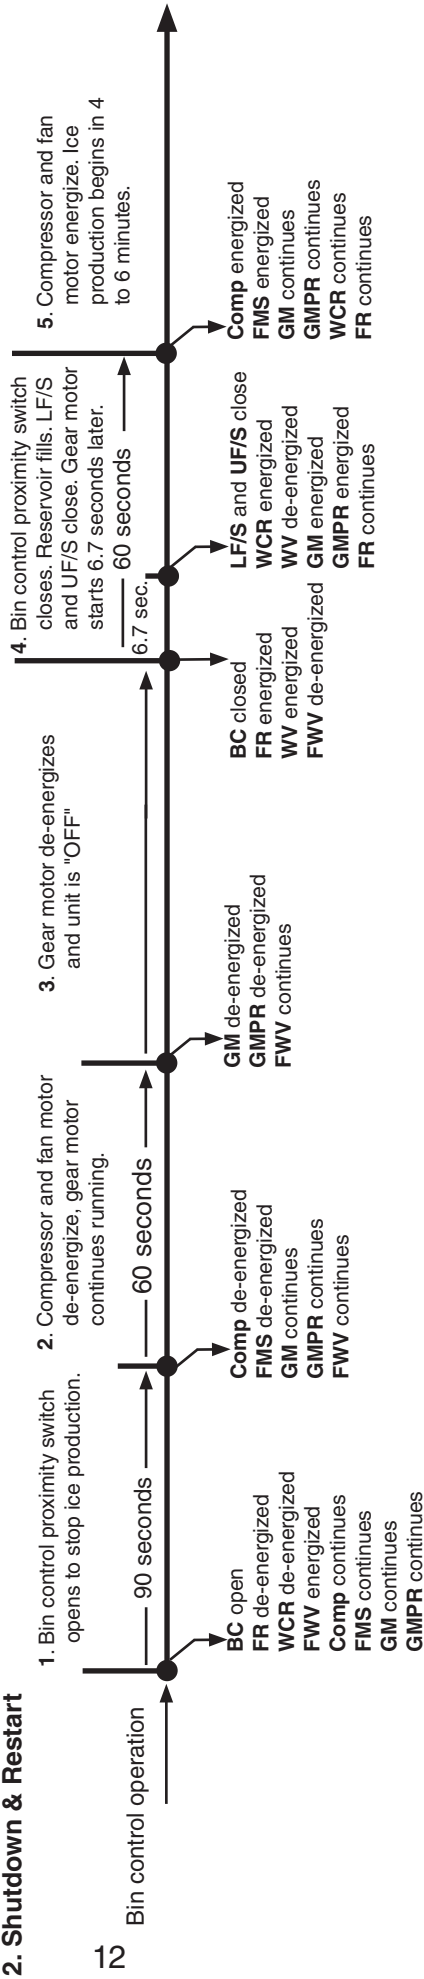 2. Shutdown & Restart
1. Bin control proximity switch
opens to stop ice production.
2. Compressor and fan motor
de-energize, gear motor
continues running.
3. Gear motor de-energizes
and unit is "OFF"
4. Bin control proximity switch
closes. Reservoir fills. LF/S
and UF/S close. Gear motor
starts 6.7 seconds later.
5. Compressor and fan
motor energize. Ice
production begins in 4
to 6 minutes.
Bin control operation
90 seconds
60 seconds
6.7 sec.
60 seconds
BC open
FR de-energized
WCR de-energized
FWV energized
Comp continues
FMS continues
GM continues
GMPR continues
Comp de-energized
FMS de-energized
GM continues
GMPR continues
FWV continues
GM de-energized
GMPR de-energized
FWV continues
BC closed
FR energized
WV energized
FWV de-energized
LF/S and UF/S close
WCR energized
WV de-energized
GM energized
GMPR energized
FR continues
Comp energized
FMS energized
GM continues
GMPR continues
WCR continues
FR continues
12